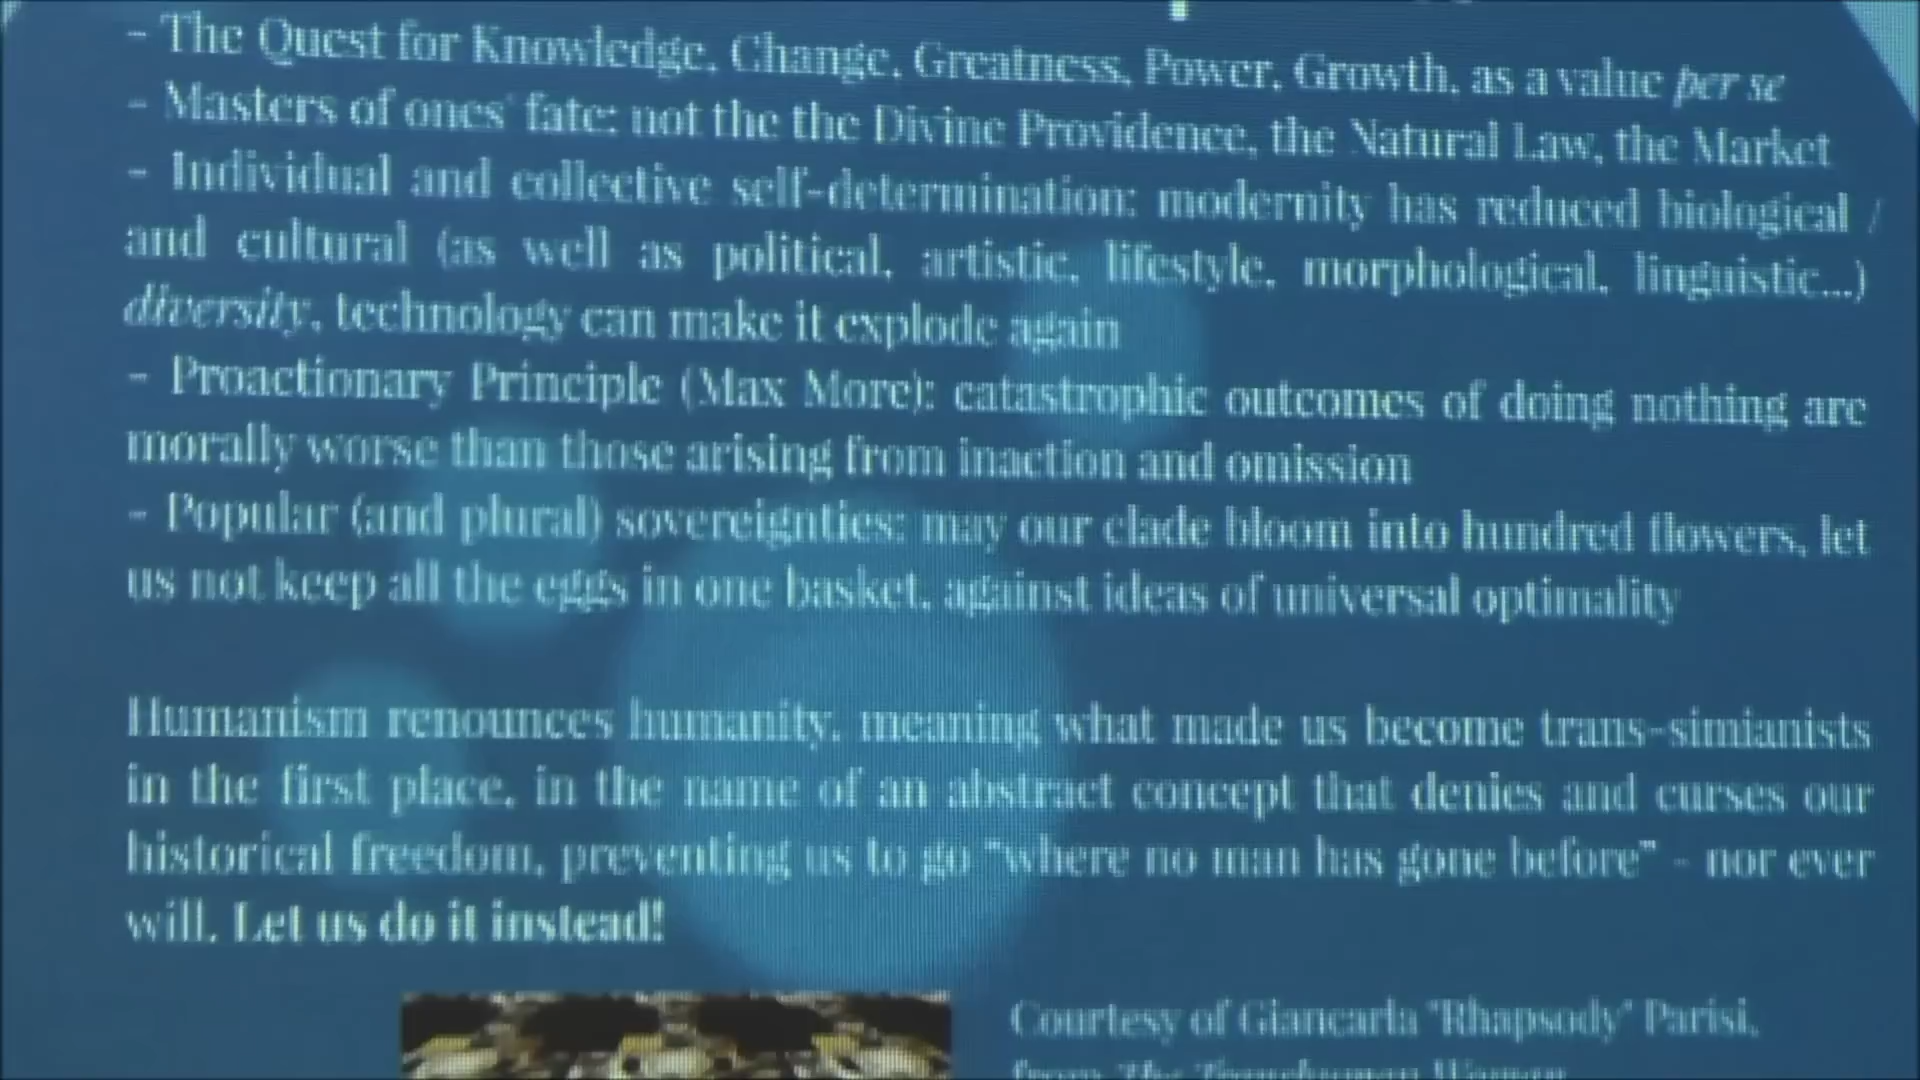 - The Quest for Knowledge, Change, Greatness, Power, Growth, as a value per se
- Masters of ones' fate: not the the Divine Providence, the Natural Law, the Market
- Individual and collective self-determination: modernity has reduced biological /
and cultural (as well as political, artistic, lifestyle, morphological, linguistic...)
diversity, technology can make it explode again
- Proactionary Principle (Max More): catastrophic outcomes of doing nothing are
morally worse than those arising from inaction and omission
- Popular (and plural) sovereignties: may our clade bloom into hundred flowers, let
us not keep all the eggs in one basket, against ideas of universal optimality
Humanism renounces humanity, meaning what made us become trans-simianists
in the first place, in the name of an abstract concept that denies and curses our
historical freedom, preventing us to go "where no man has gone before" - nor ever
will. Let us do it instead!
Courtesy of Giancarla "Rhapsody" Parisi,
from The